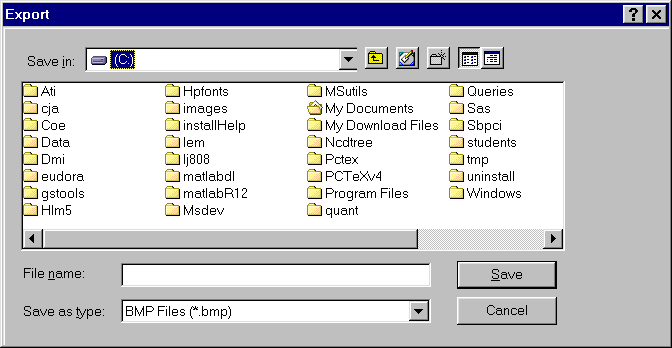 Export
Save in: (C)
Ati Hpfonts MSutils Queries
cja images My Documents Sas
Coe installHelp My Download Files Sbpci
Data lem Ncdtree students
Dmi lj808 Pctex tmp
eudora matlabdl PCTeXv4 uninstall
gstools matlabR12 Program Files Windows
Hlm5 Msdev quant
File name: Save
Save as type: BMP Files (*.bmp) Cancel